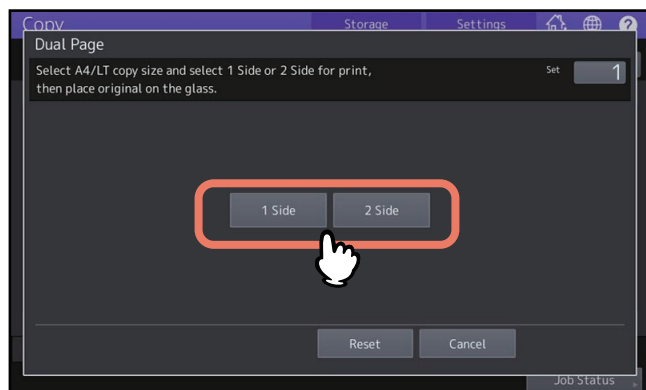 Copy Storage Settings ?
Dual Page
Select A4/LT copy size and select 1 Side or 2 Side for print,
then place original on the glass.
Set 1
1 Side 2 Side
Reset Cancel
Job Status